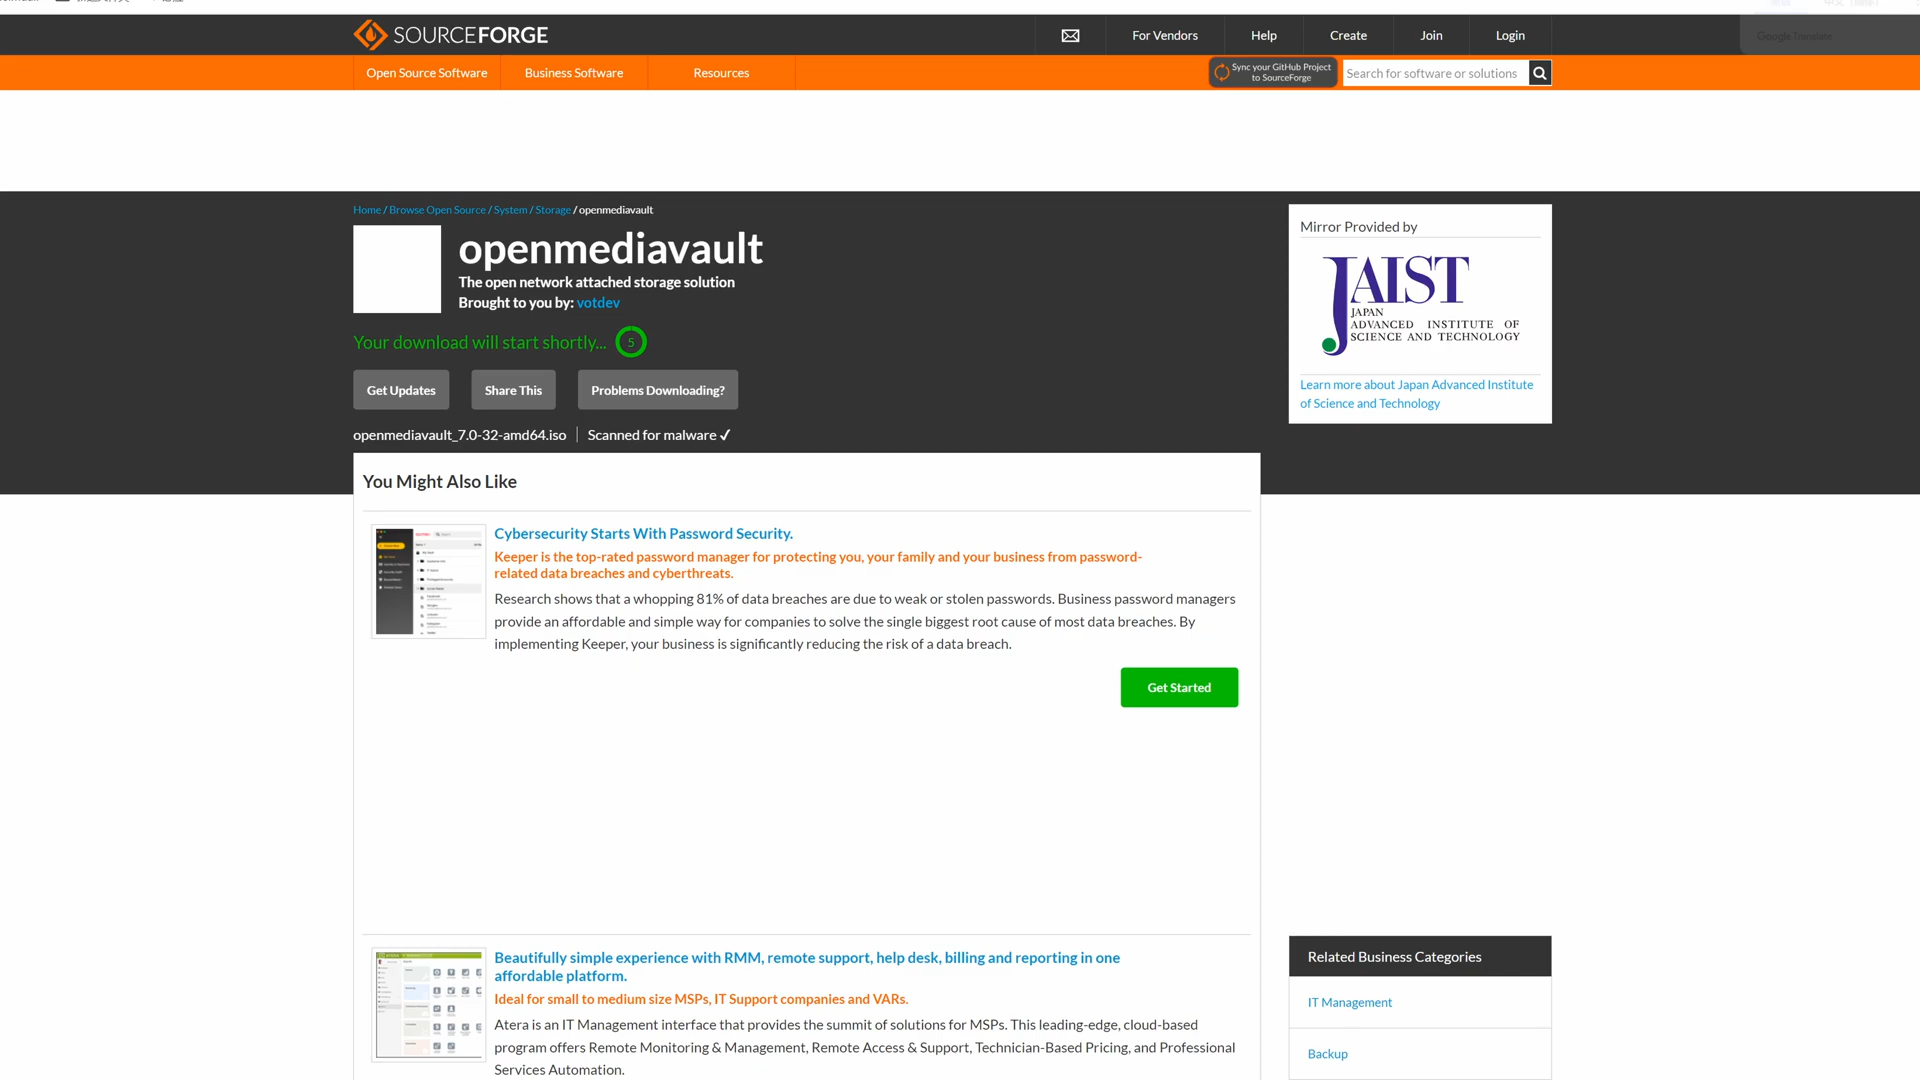 SOURCEFORGE
For Vendors
Help
Create
Join
Login
Google Translate
Open Source Software
Business Software
Resources
Sync your GitHub Project
to SourceForge
Search for software or solutions
Home / Browse Open Source / System / Storage / openmediavault
openmediavault
The open network attached storage solution
Brought to you by: votdev
Your download will start shortly... 5
Get Updates
Share This
Problems Downloading?
openmediavault_7.0-32-amd64.iso
Scanned for malware ✓
Mirror Provided by
JAIST
JAPAN
ADVANCED INSTITUTE OF
SCIENCE AND TECHNOLOGY
Learn more about Japan Advanced Institute
of Science and Technology
You Might Also Like
Cybersecurity Starts With Password Security.
Keeper is the top-rated password manager for protecting you, your family and your business from password-
related data breaches and cyberthreats.
Research shows that a whopping 81% of data breaches are due to weak or stolen passwords. Business password managers
provide an affordable and simple way for companies to solve the single biggest root cause of most data breaches. By
implementing Keeper, your business is significantly reducing the risk of a data breach.
Get Started
Beautifully simple experience with RMM, remote support, help desk, billing and reporting in one
affordable platform.
Ideal for small to medium size MSPs, IT Support companies and VARs.
Atera is an IT Management interface that provides the summit of solutions for MSPs. This leading-edge, cloud-based
program offers Remote Monitoring & Management, Remote Access & Support, Technician-Based Pricing, and Professional
Services Automation.
Related Business Categories
IT Management
Backup